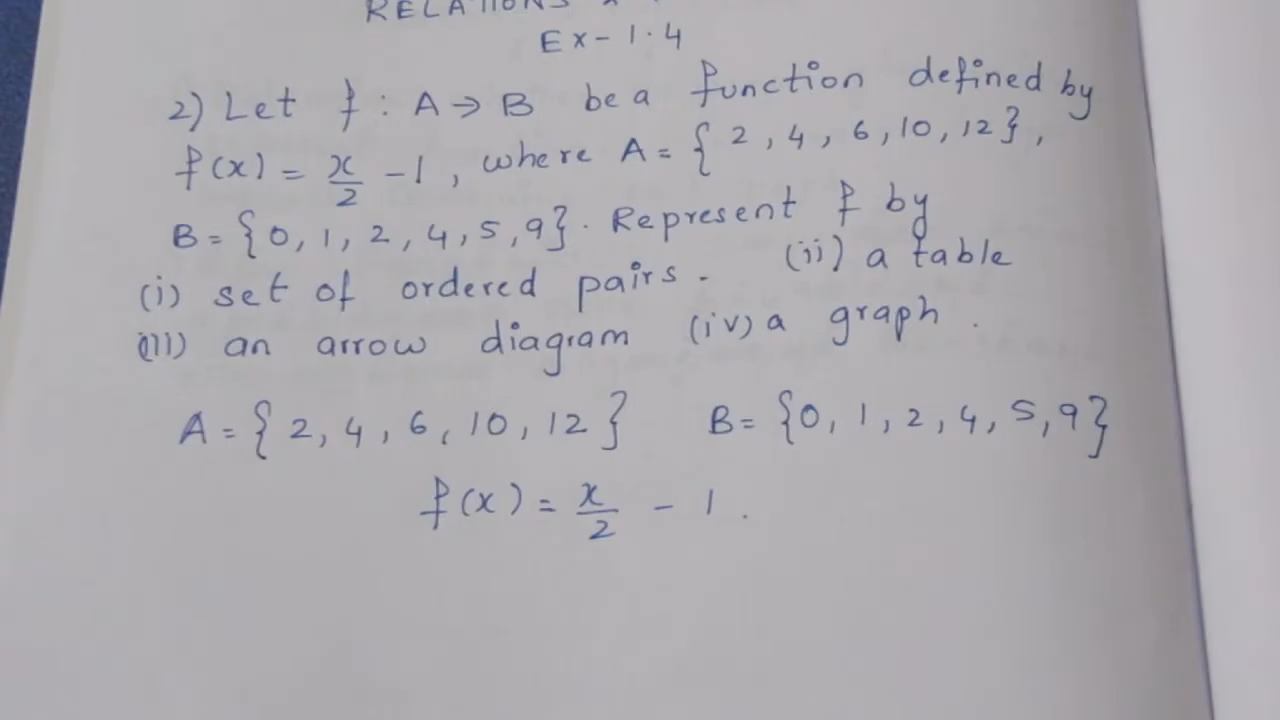 RELATIONS
Ex-1.4
2) Let f : A → B be a function defined by
f(x) = x/2 - 1, where A = { 2, 4, 6, 10, 12 },
B = { 0, 1, 2, 4, 5, 9 }. Represent f by
(i) set of ordered pairs. (ii) a table
(iii) an arrow diagram (iv) a graph.
A = { 2, 4, 6, 10, 12 } B = { 0, 1, 2, 4, 5, 9 }
f(x) = x/2 - 1.